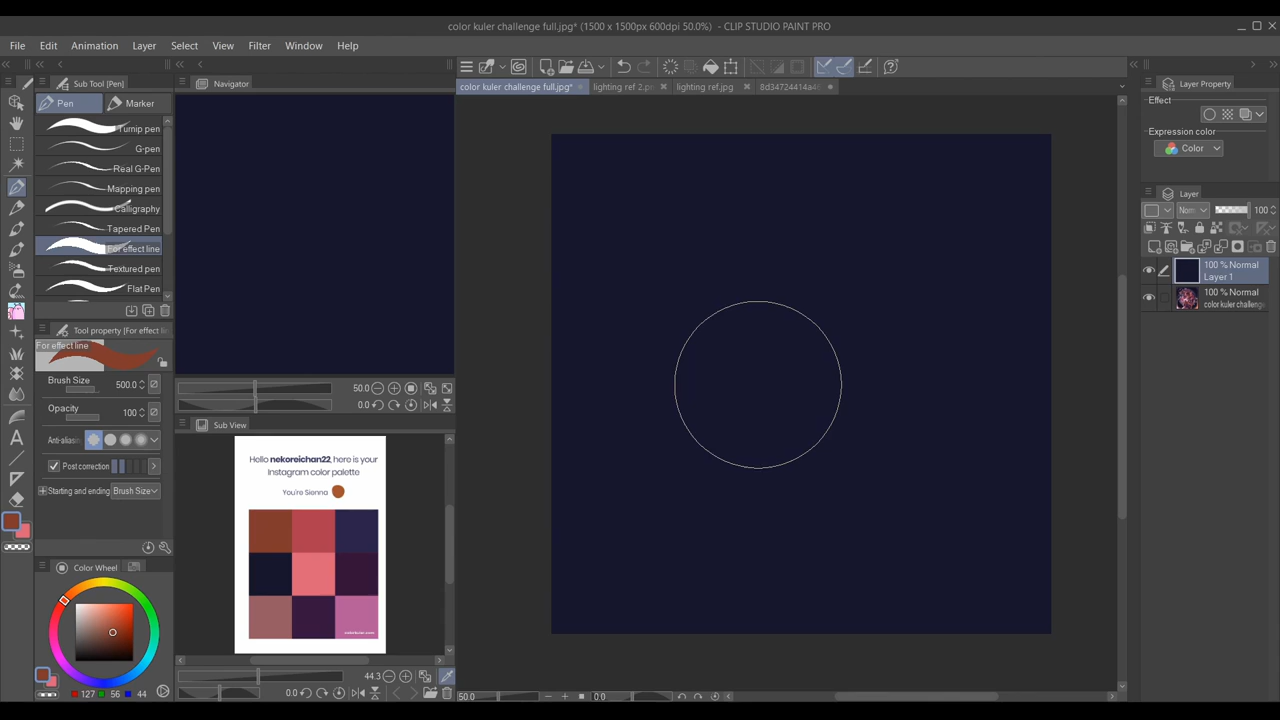 color kuler challenge full.jpg* (1500 x 1500px 600dpi 50.0%) - CLIP STUDIO PAINT PRO
File Edit Animation Layer Select View Filter Window Help
Sub Tool [Pen]
Pen Marker
Turnip pen
G-pen
Real G-Pen
Mapping pen
Calligraphy
Tapered Pen
For effect line
Textured pen
Flat Pen
Tool property [For effect lin
For effect line
Brush Size 500.0
Opacity 100
Anti-aliasi
Post correction
Starting and ending Brush Size
Color Wheel
127 56 44
Navigator
50.0
0.0
Sub View
Hello nekoreichan22, here is your
Instagram color palette
You're Sienna
44.3
0.0
color kuler challenge full.jpg* lighting ref 2.pn lighting ref.jpg 8d34724414a4
50.0 0.0
Layer Property
Effect
Expression color
Color
Layer
Norn 100
100 % Normal
Layer 1
100 % Normal
color kuler challenge